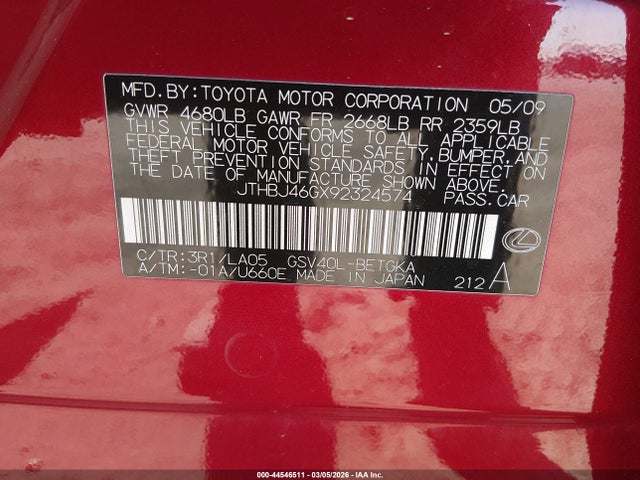 MFD.BY:TOYOTA MOTOR CORPORATION 05/09
GVWR 4680LB GAWR FR 2668LB RR 2359LB
THIS VEHICLE CONFORMS TO ALL APPLICABLE
FEDERAL MOTOR VEHICLE SAFETY,BUMPER,AND
THEFT PREVENTION STANDARDS IN EFFECT ON
THE DATE OF MANUFACTURE SHOWN ABOVE.
JTHBJ46GX92324574 PASS.CAR
C/TR:3R1/LA05 GSV40L-BETGKA
A/TM:-01A/U660E MADE IN JAPAN 212A
000-44546511 - 03/05/2026 - IAA Inc.